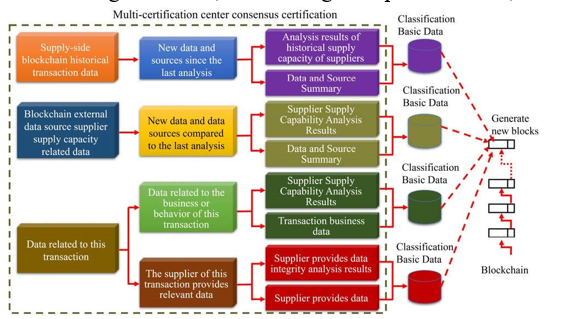 Multi-certification center consensus certification
Supply-side
blockchain historical
transaction data
New data and
sources since the
last analysis
Analysis results of
historical supply
capacity of suppliers
Data and Source
Summary
Classification
Basic Data
Blockchain external
data source supplier
supply capacity
related data
New data and data
sources compared to
the last analysis
Supplier Supply
Capability Analysis
Results
Data and Source
Summary
Classification
Basic Data
Generate
new blocks
Data related to this
transaction
Data related to the
business or
behavior of this
transaction
Supplier Supply
Capability Analysis
Results
Transaction business
data
Classification
Basic Data
The supplier of this
transaction provides
relevant data
Supplier provides data
integrity analysis results
Supplier provides data
Classification
Basic Data
Blockchain